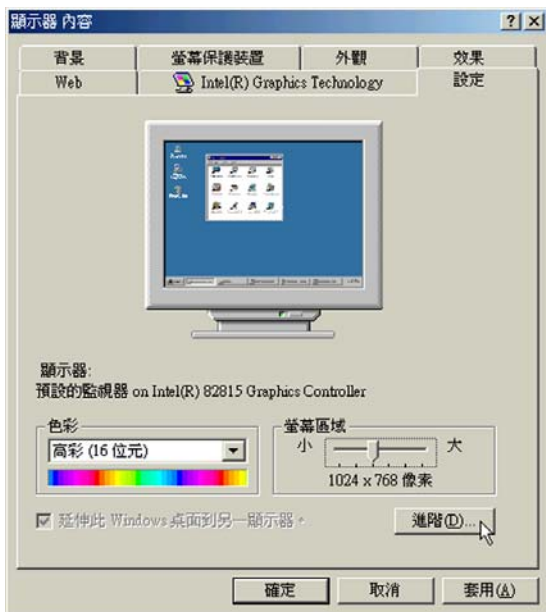 顯示器 內容
背景
螢幕保護裝置
外觀
效果
Web
Intel(R) Graphics Technology
設定
顯示器:
預設的監視器 on Intel(R) 82815 Graphics Controller
色彩
高彩 (16 位元)
螢幕區域
小
大
1024 x 768 像素
延伸此 Windows 桌面到另一顯示器。
進階(D)...
確定
取消
套用(A)